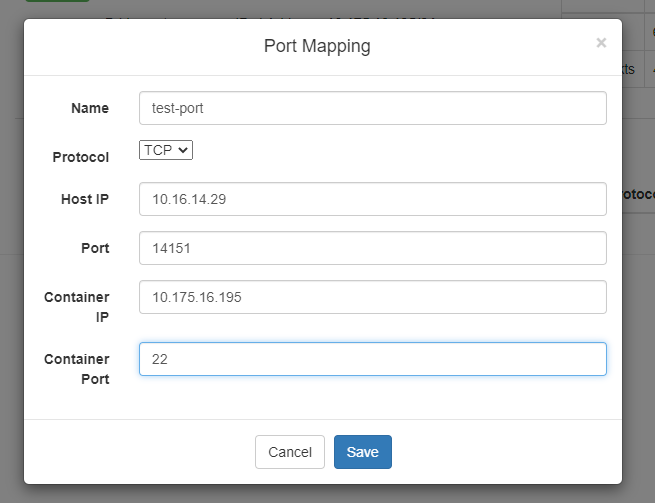 Port Mapping
×
Name
test-port
Protocol
TCP
Host IP
10.16.14.29
Port
14151
Container
IP
10.175.16.195
Container
Port
22
Cancel
Save